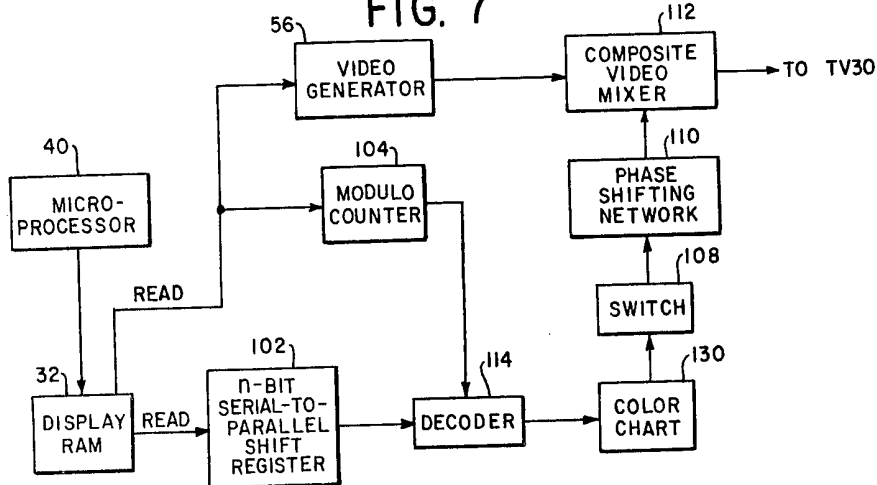 FIG. 7
56
VIDEO
GENERATOR
112
COMPOSITE
VIDEO
MIXER
TO TV30
40
MICRO-
PROCESSOR
104
MODULO
COUNTER
110
PHASE
SHIFTING
NETWORK
READ
108
SWITCH
32
DISPLAY
RAM
READ
102
n-BIT
SERIAL-TO-
PARALLEL
SHIFT
REGISTER
114
DECODER
130
COLOR
CHART